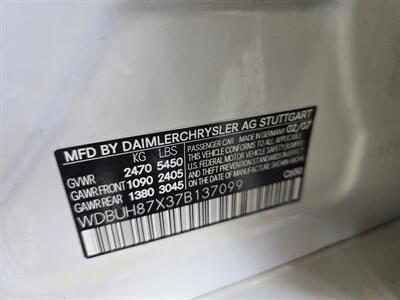 MFD BY DAIMLERCHRYSLER AG STUTTGART
KG LBS
GVWR 2470 5450
GAWR FRONT 1090 2405
GAWR REAR 1380 3045
PASSENGER CAR MADE IN GERMANY 02/07
THIS VEHICLE CONFORMS TO ALL APPLICABLE
U.S. FEDERAL MOTOR VEHICLE SAFETY/BUMPER/
AND THEFT PREVENTION STANDARDS IN EFFECT
ON THE DATE OF MANUFACTURE SHOWN ABOVE.
WDBUH87X37B137099
C650